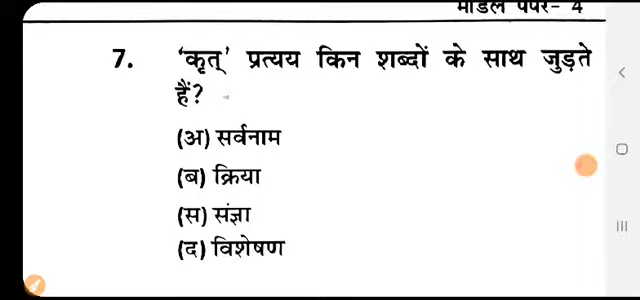 माडल पेपर- 4
7. 'कृत्' प्रत्यय किन शब्दों के साथ जुड़ते
हैं?
(अ) सर्वनाम
(ब) क्रिया
(स) संज्ञा
(द) विशेषण